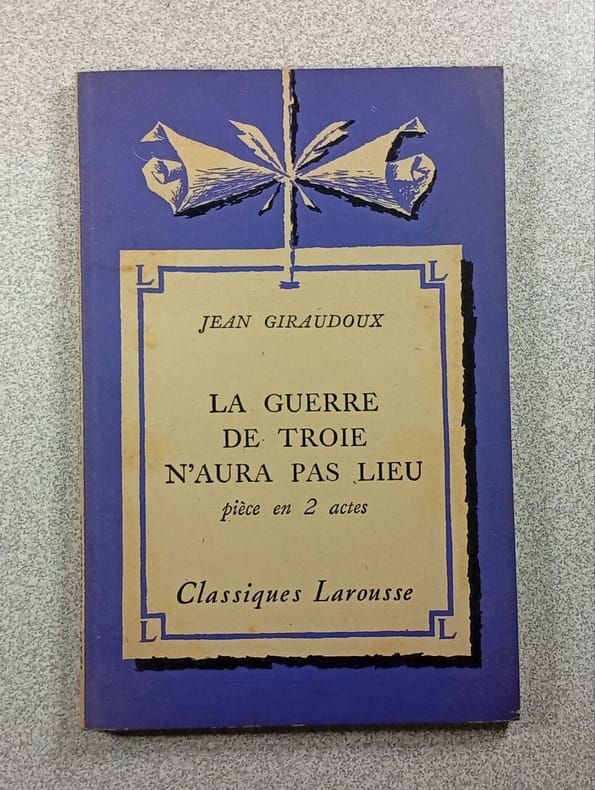 L L
JEAN GIRAUDOUX
LA GUERRE
DE TROIE
N'AURA PAS LIEU
pièce en 2 actes
Classiques Larousse
L L